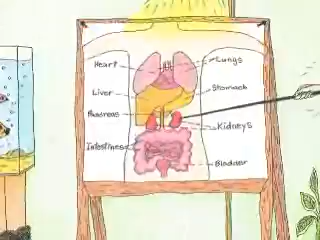 Heart
Lungs
Liver
Stomach
Pancreas
Kidneys
Intestines
Bladder